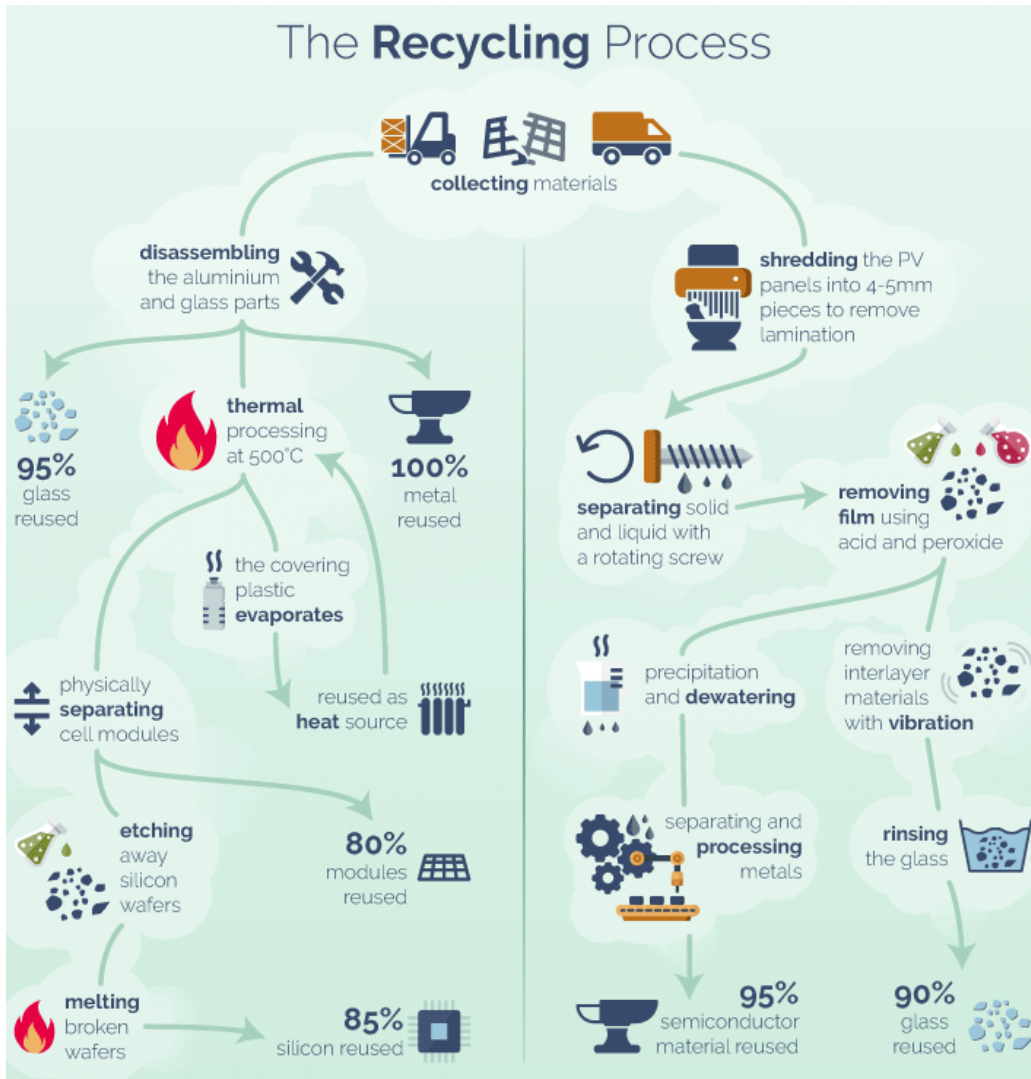 The Recycling Process
collecting materials
disassembling
the aluminium
and glass parts
95%
glass
reused
thermal
processing
at 500°C
100%
metal
reused
the covering
plastic
evaporates
reused as
heat source
physically
separating
cell modules
80%
modules
reused
etching
away
silicon
wafers
melting
broken
wafers
85%
silicon reused
shredding the PV
panels into 4-5mm
pieces to remove
lamination
separating solid
and liquid with
a rotating screw
removing
film using
acid and peroxide
precipitation
and dewatering
separating and
processing
metals
95%
semiconductor
material reused
removing
interlayer
materials
with vibration
rinsing
the glass
90%
glass
reused